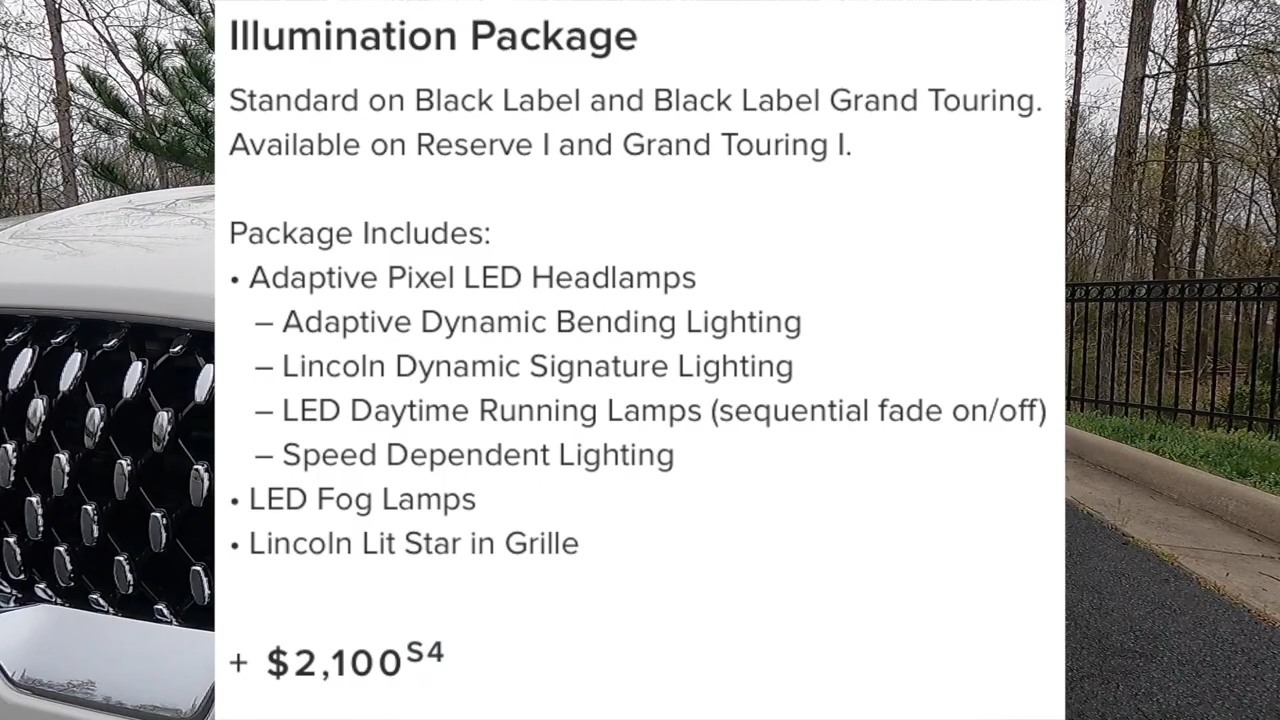 Illumination Package
Standard on Black Label and Black Label Grand Touring.
Available on Reserve I and Grand Touring I.
Package Includes:
• Adaptive Pixel LED Headlamps
– Adaptive Dynamic Bending Lighting
– Lincoln Dynamic Signature Lighting
– LED Daytime Running Lamps (sequential fade on/off)
– Speed Dependent Lighting
• LED Fog Lamps
• Lincoln Lit Star in Grille
+ $2,100 S4